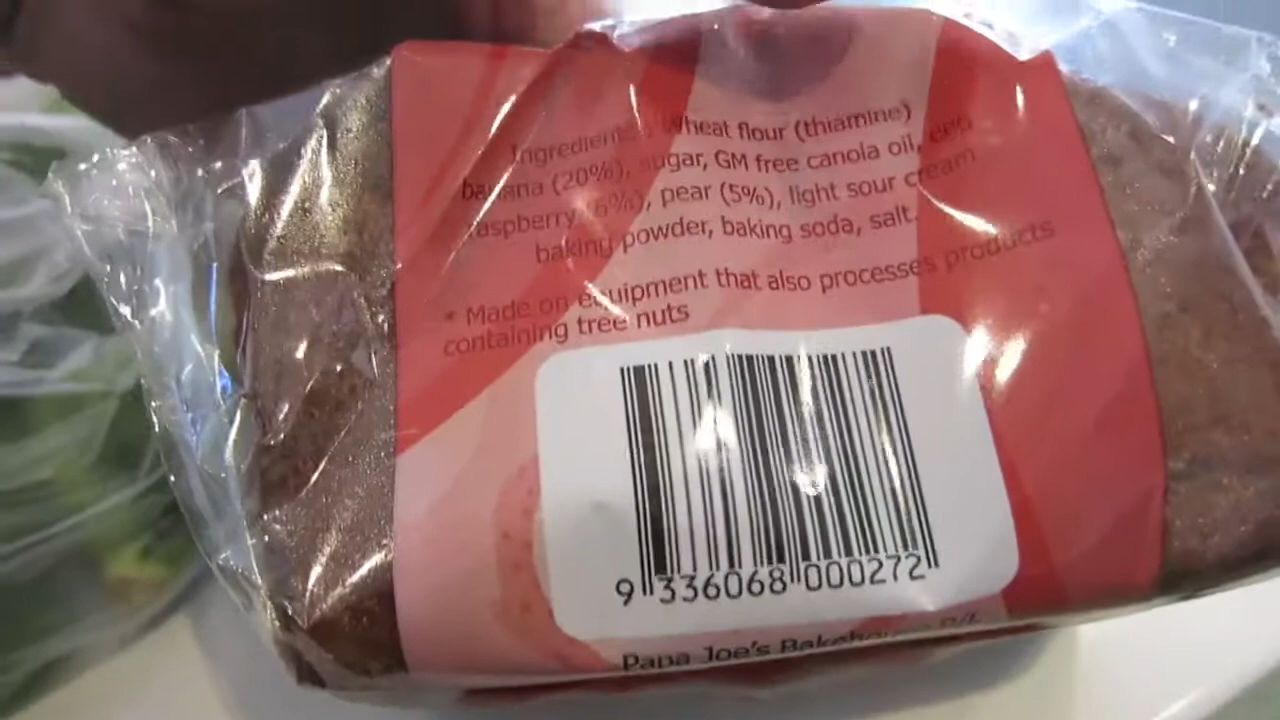 Ingredients: Wheat flour (thiamine)
banana (20%), sugar, GM free canola oil, egg
raspberry (6%), pear (5%), light sour cream
baking powder, baking soda, salt.
* Made on equipment that also processes products
containing tree nuts
9 336068 000272
Papa Joe's Bakehouse P/L